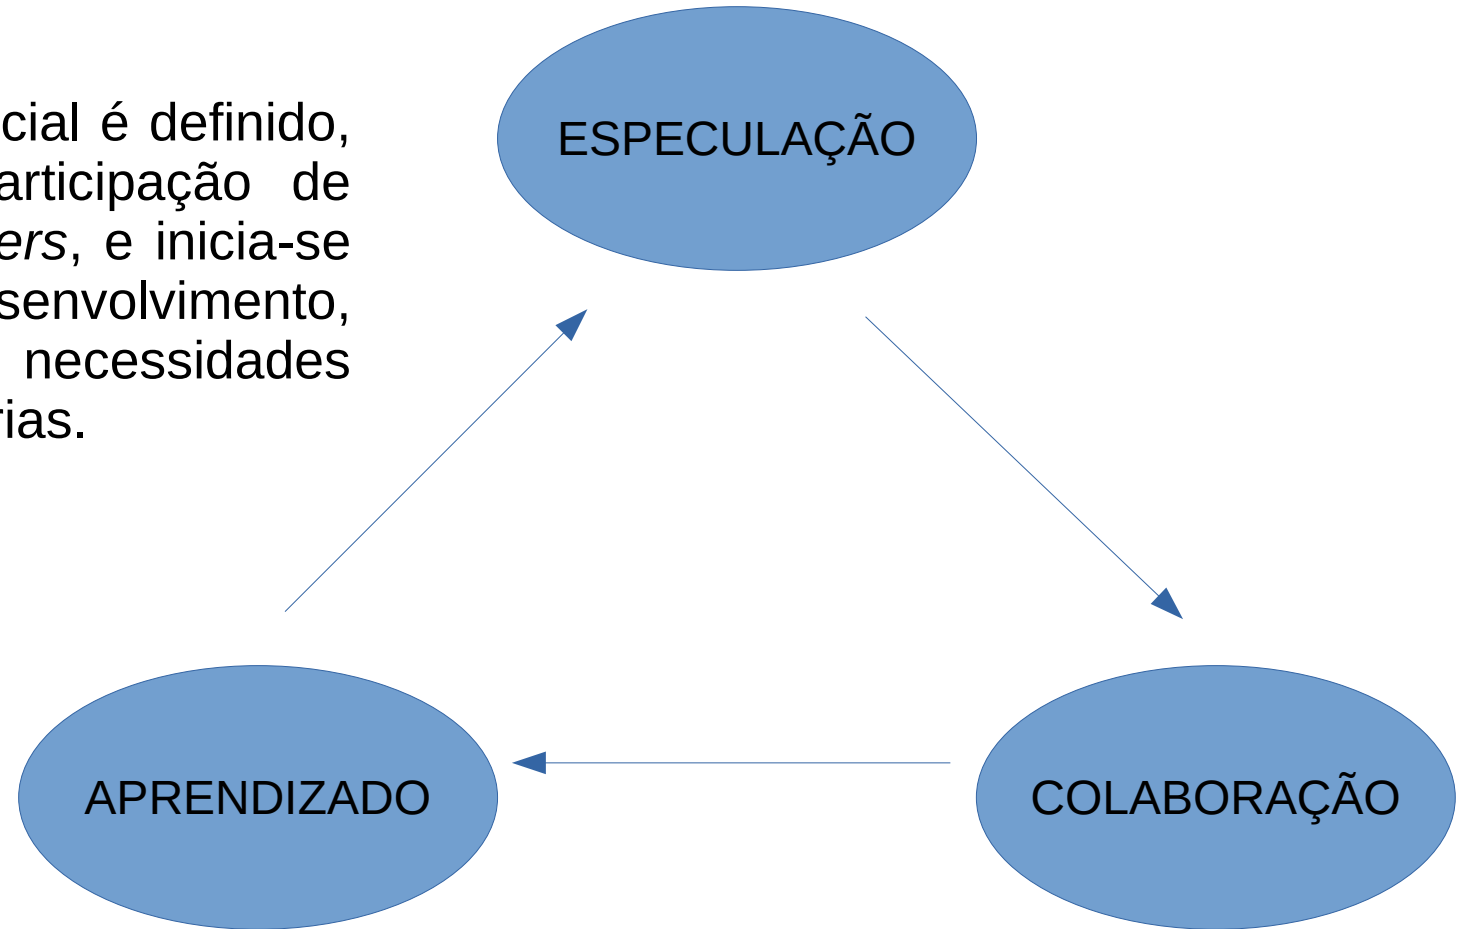 ESPECULAÇÃO
cial é definido,
articipação de
ers, e inicia-se
senvolvimento,
necessidades
rias.
APRENDIZADO
COLABORAÇÃO